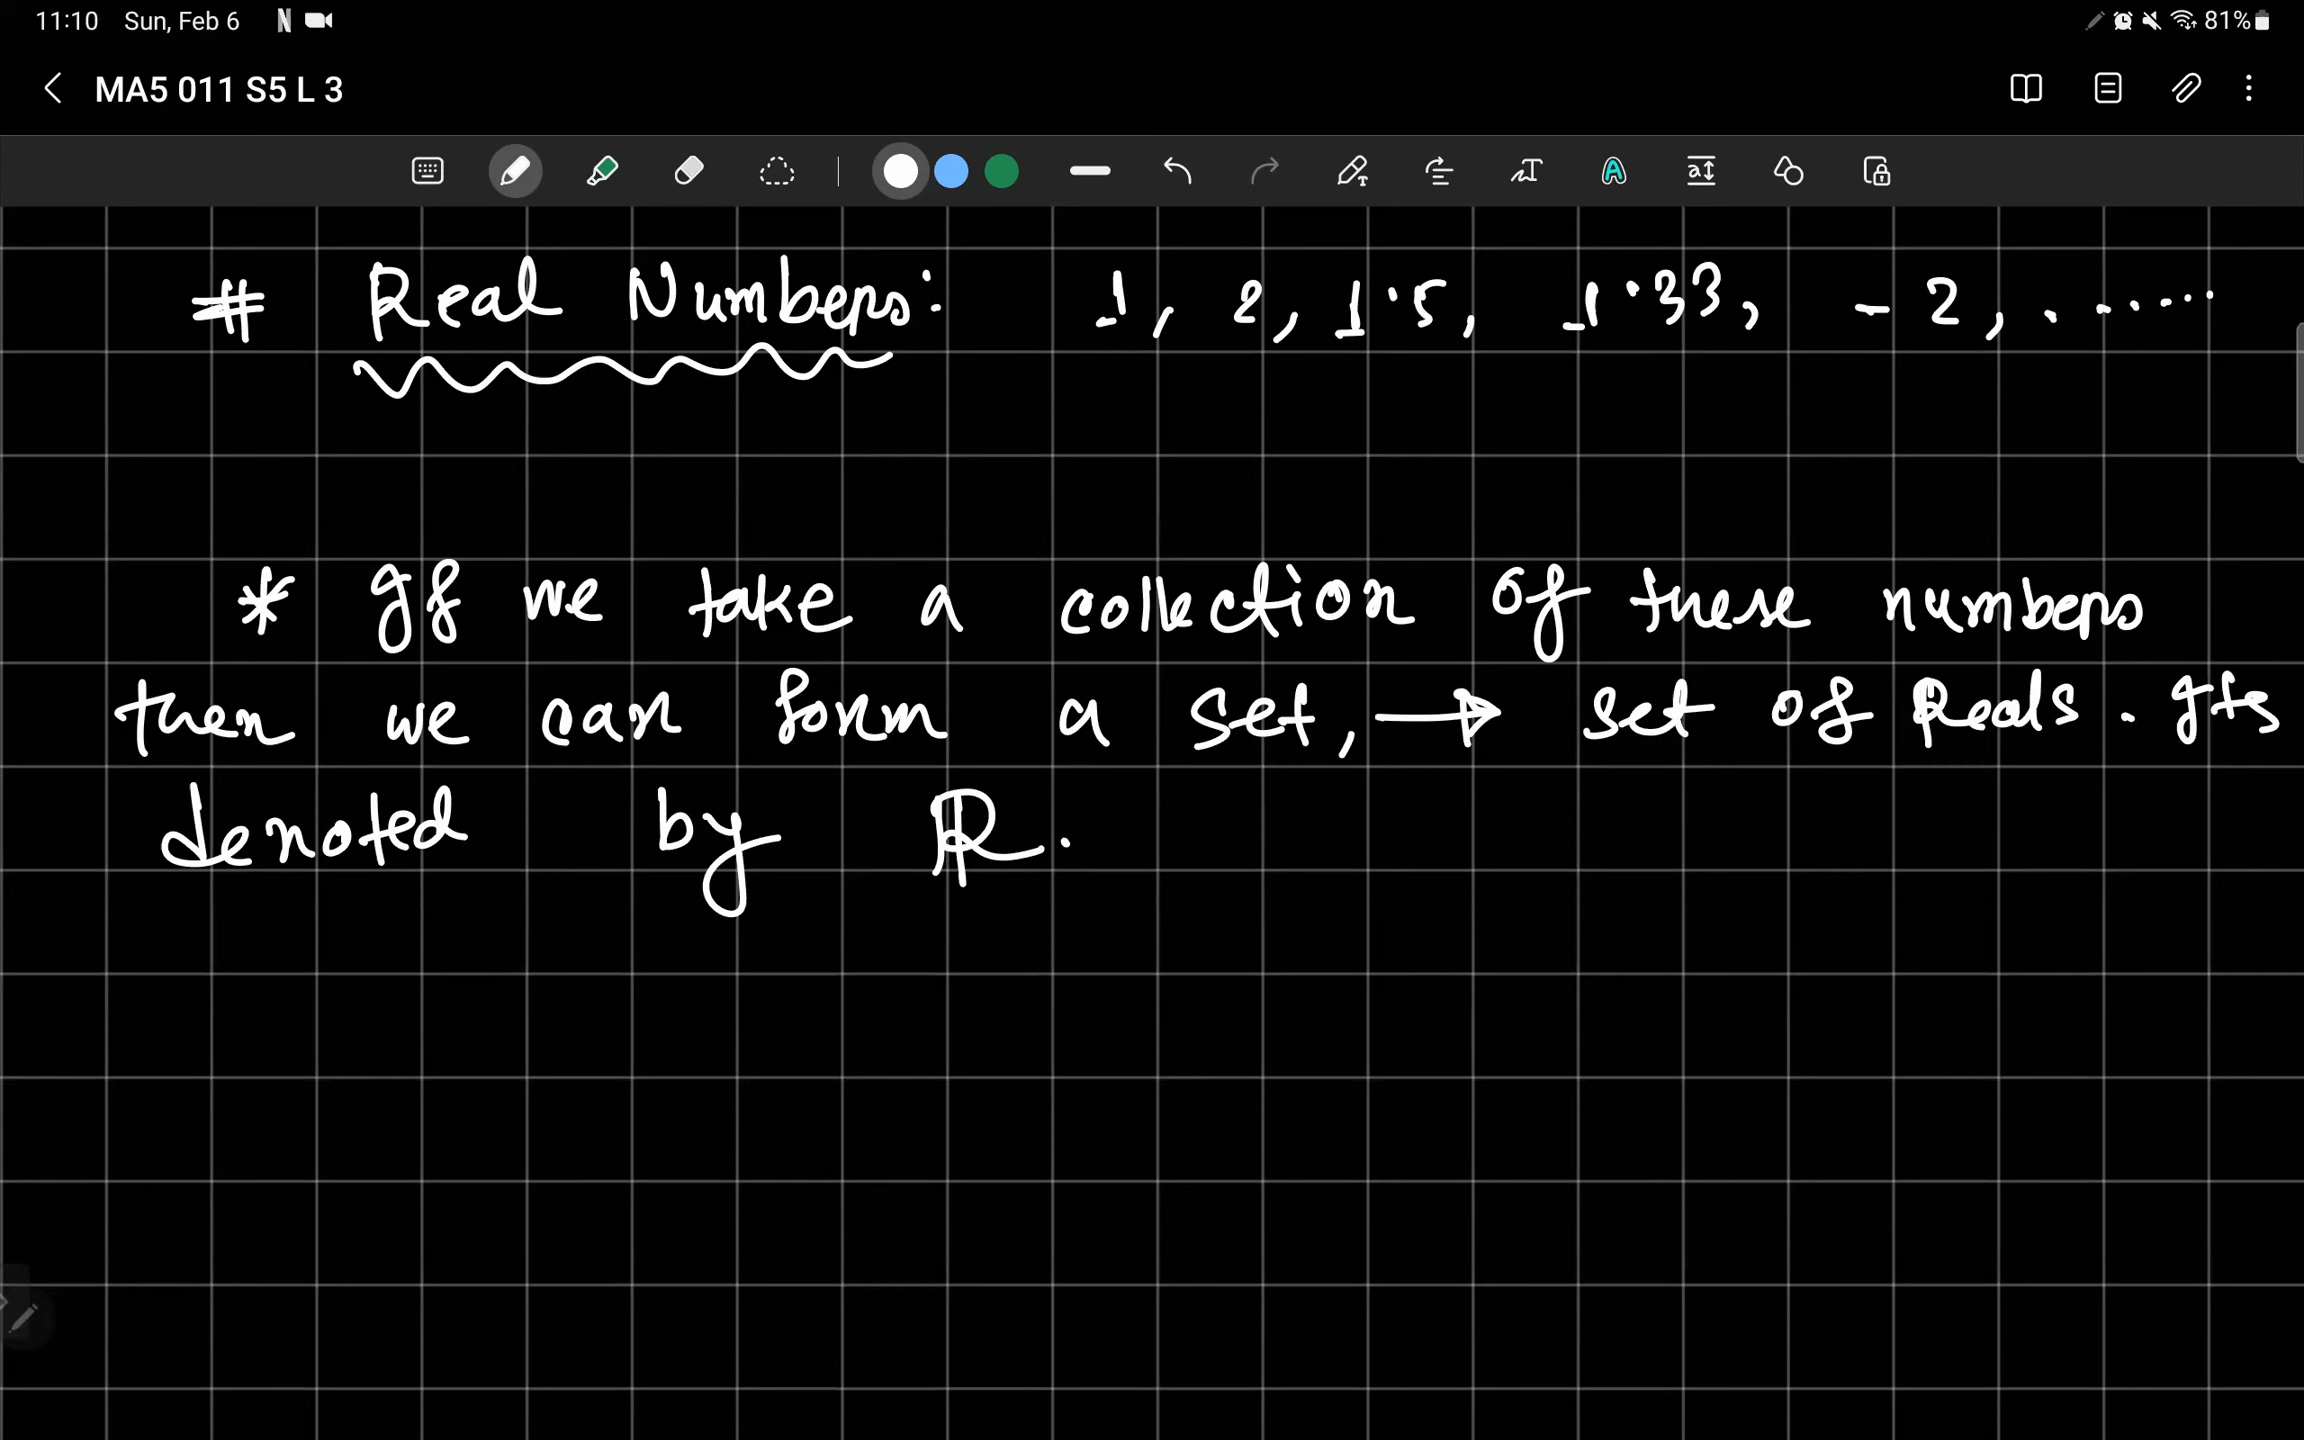 11:10 Sun, Feb 6 N 81%
MA5 011 S5 L 3
# Real Numbers: 1, 2, 1.5, 1.33, -2, . .....
* If we take a collection of these numbers
then we can form a set, → set of Reals. Its
denoted by ℝ.